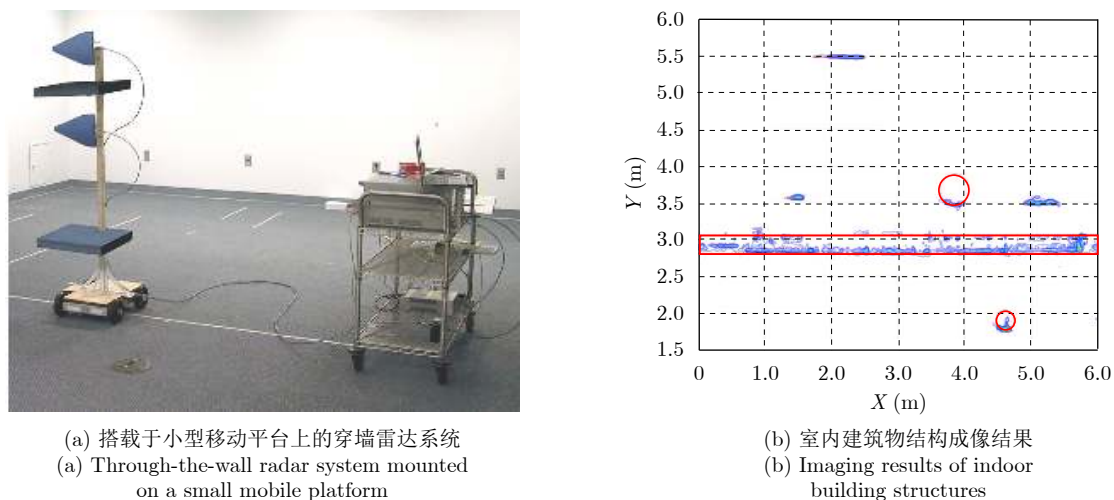 6.0
5.5
5.0
4.5
4.0
3.5
3.0
2.5
2.0
1.5
Y (m)
0 1.0 2.0 3.0 4.0 5.0 6.0
X (m)
(a) 搭载于小型移动平台上的穿墙雷达系统
(a) Through-the-wall radar system mounted
on a small mobile platform
(b) 室内建筑物结构成像结果
(b) Imaging results of indoor
building structures